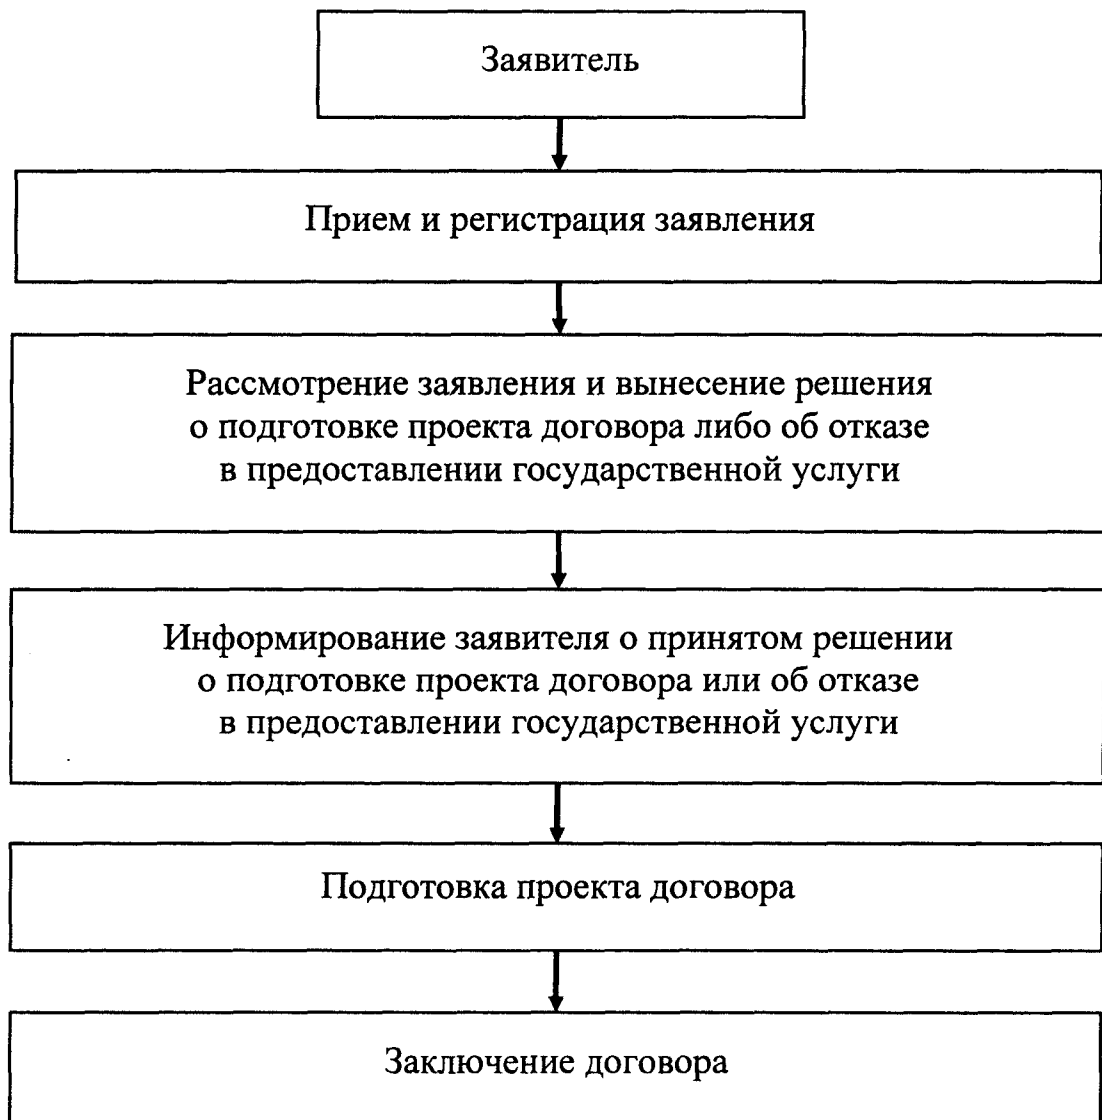 Заявитель
Прием и регистрация заявления
Рассмотрение заявления и вынесение решения
о подготовке проекта договора либо об отказе
в предоставлении государственной услуги
Информирование заявителя о принятом решении
о подготовке проекта договора или об отказе
в предоставлении государственной услуги
Подготовка проекта договора
Заключение договора